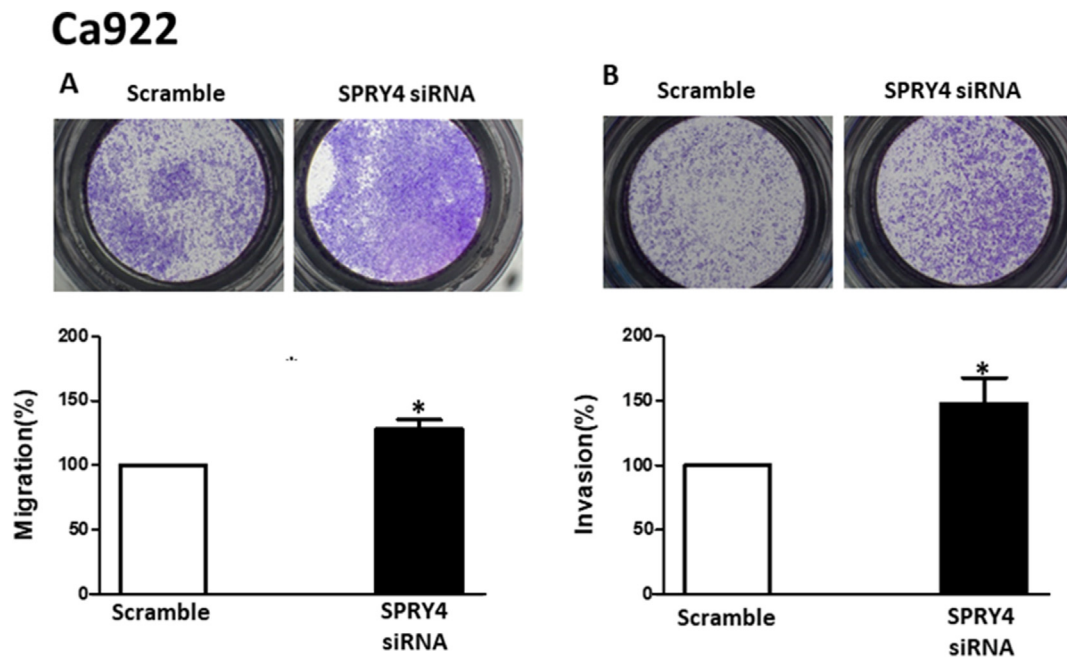 Ca922
A
Scramble
SPRY4 siRNA
Migration(%)
200
150
100
50
0
*
Scramble
SPRY4
siRNA
B
Scramble
SPRY4 siRNA
Invasion(%)
200
150
100
50
0
*
Scramble
SPRY4
siRNA